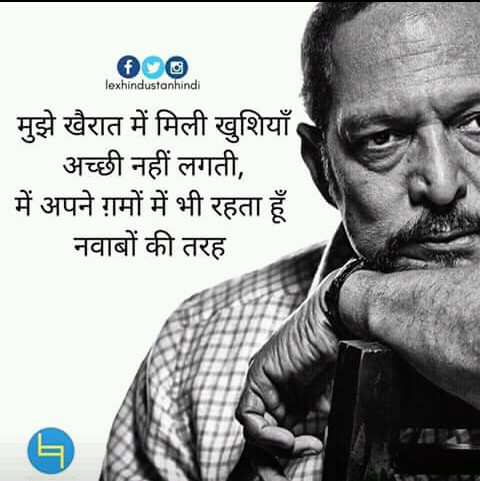 lexhindustanhindi
मुझे खैरात में मिली खुशियाँ
अच्छी नहीं लगती,
में अपने ग़मों में भी रहता हूँ
नवाबों की तरह